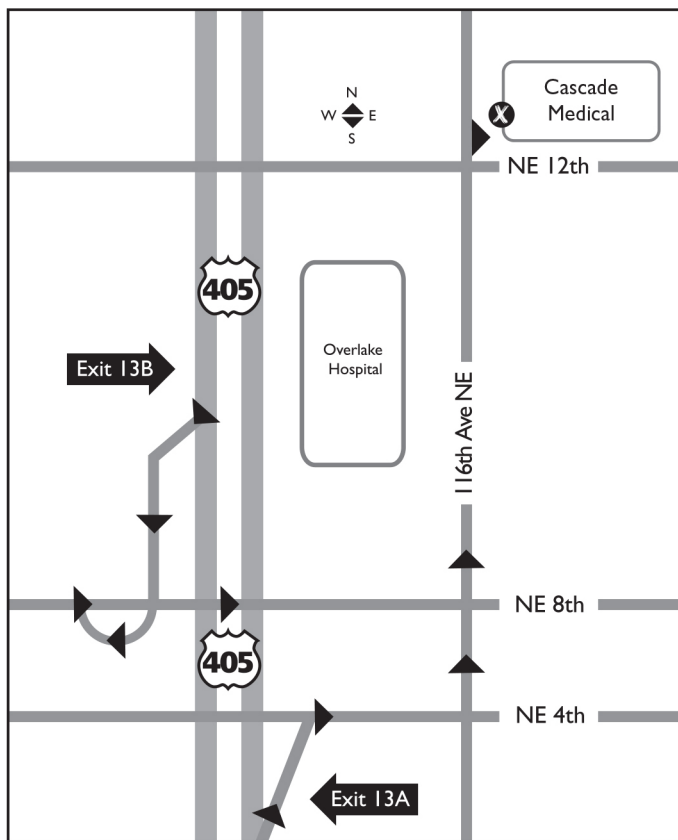 Cascade
Medical
N
W E
S
X
NE 12th
405
Overlake
Hospital
Exit 13B
116th Ave NE
NE 8th
405
NE 4th
Exit 13A